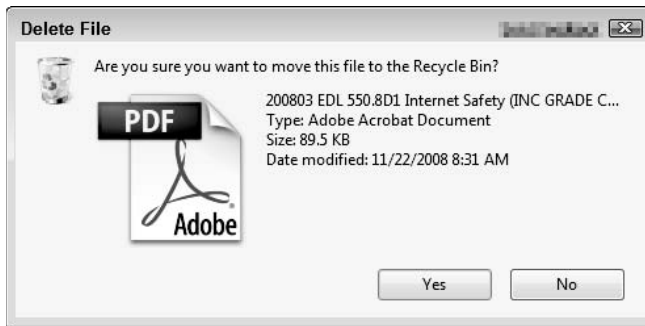 Delete File
Are you sure you want to move this file to the Recycle Bin?
200803 EDL 550.8D1 Internet Safety (INC GRADE C...
Type: Adobe Acrobat Document
Size: 89.5 KB
Date modified: 11/22/2008 8:31 AM
PDF
Adobe
Yes
No